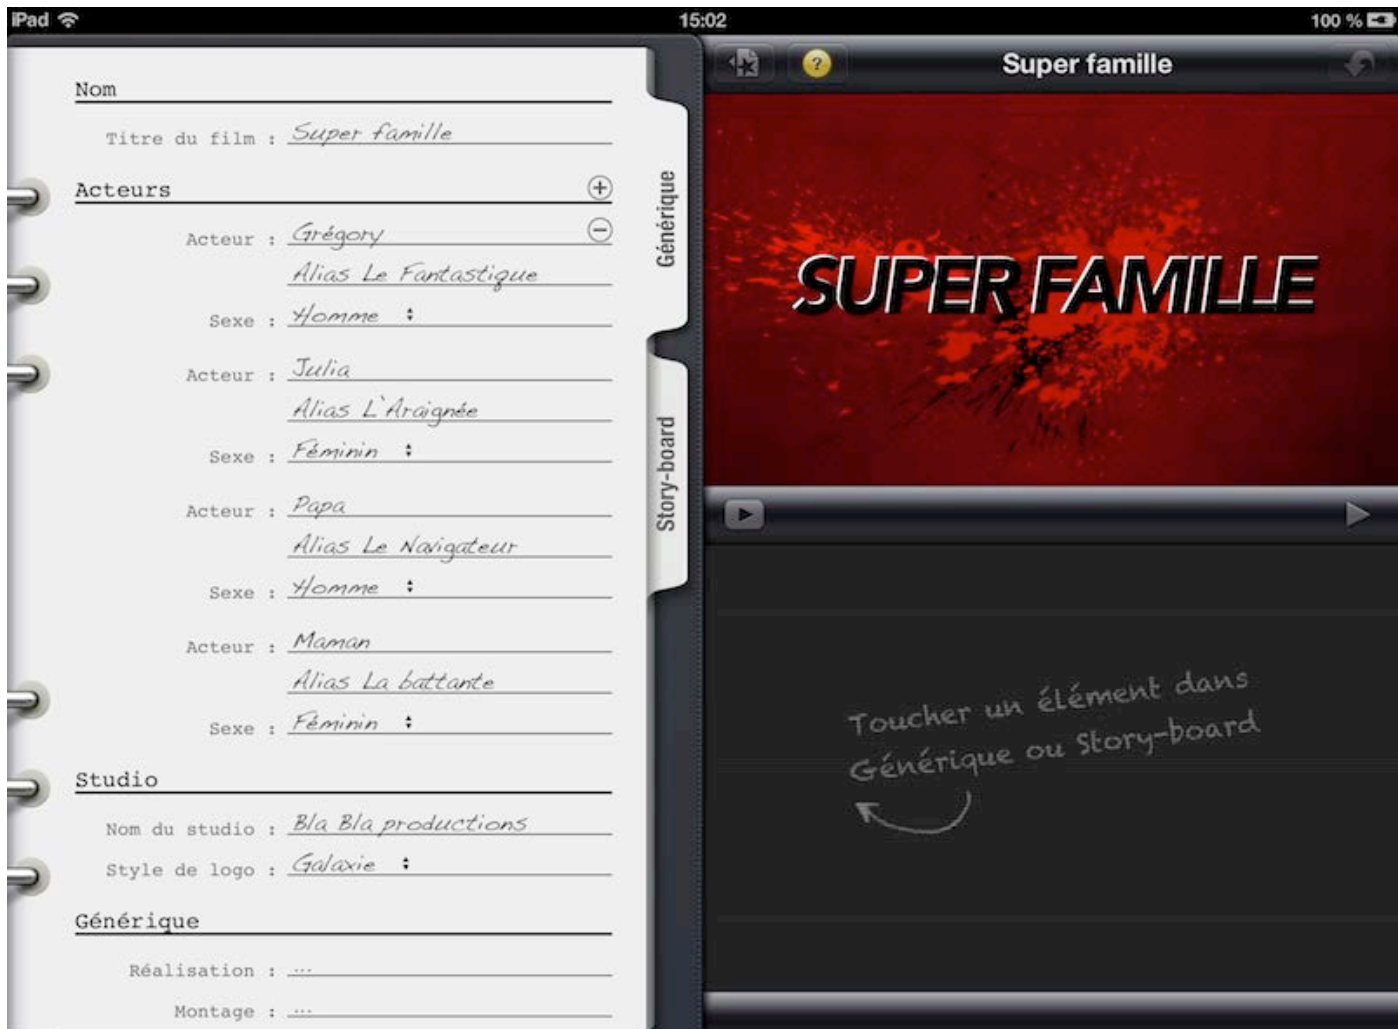 iPad 15:02 100 %
Nom
Titre du film : Super famille
Acteurs
Acteur : Grégory
Alias Le Fantastique
Sexe : Homme
Acteur : Julia
Alias L'Araignée
Sexe : Féminin
Acteur : Papa
Alias Le Navigateur
Sexe : Homme
Acteur : Maman
Alias La battante
Sexe : Féminin
Studio
Nom du studio : Bla Bla productions
Style de logo : Galaxie
Générique
Réalisation : ...
Montage : ...
Générique
Story-board
?
Super famille
SUPER FAMILLE
Toucher un élément dans
Générique ou Story-board